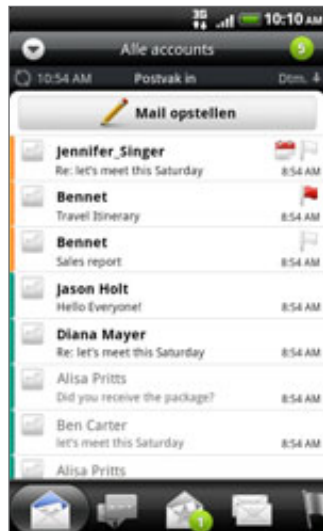 3G 10:10 AM
Alle accounts 5
10:54 AM Postvak in Dtm.
Mail opstellen
Jennifer_Singer
Re: let's meet this Saturday 8:54 AM
Bennet
Travel Itinerary 8:54 AM
Bennet
Sales report 8:54 AM
Jason Holt
Hello Everyone! 8:54 AM
Diana Mayer
Re: let's meet this Saturday 8:54 AM
Alisa Pritts
Did you receive the package? 8:54 AM
Ben Carter
let's meet this Saturday 8:54 AM
Alisa Pritts
1